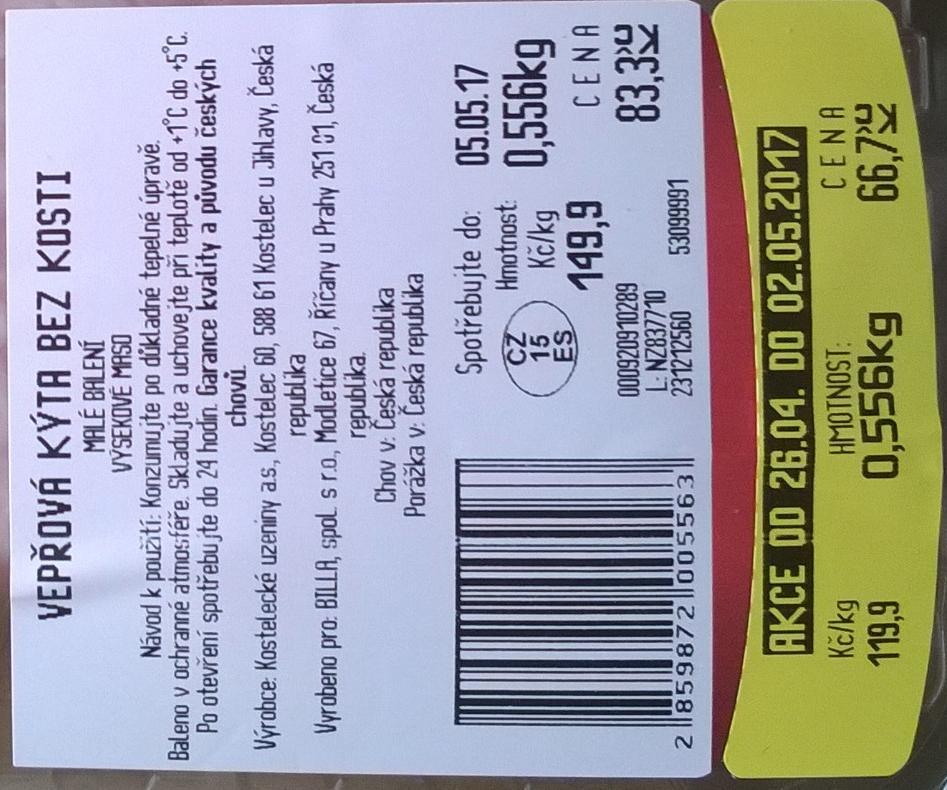 VEPŘOVÁ KÝTA BEZ KOSTI
MALÉ BALENÍ
VÝSEKOVÉ MASO
Návod k použití: Konzumujte po důkladné tepelné úpravě.
Baleno v ochranné atmosféře. Skladujte a uchovejte při teplotě od +1°C do +5°C.
Po otevření spotřebujte do 24 hodin. Garance kvality a původu českých
chovů.
Výrobce: Kostelecké uzeniny a.s., Kostelec 60, 588 61 Kostelec u Jihlavy, Česká
republika
Vyrobeno pro: BILLA, spol. s r.o., Modletice 67, Říčany u Prahy 251 01, Česká
republika.
Chov v: Česká republika
Porážka v: Česká republika
Spotřebujte do: 05.05.17
CZ
15
ES
Hmotnost: 0,556kg
Kč/kg CENA
149,9 83,3 Kč
0000920910289
L: NZ837710
231212560 53099991
2 859872 005563
AKCE OD 26.04. DO 02.05.2017
Kč/kg HMOTNOST: CENA
119,9 0,556kg 66,7 Kč